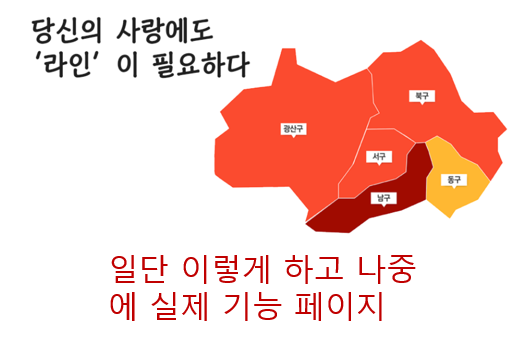 당신의 사랑에도
‘라인’ 이 필요하다
북구
광산구
서구
동구
남구
일단 이렇게 하고 나중
에 실제 기능 페이지